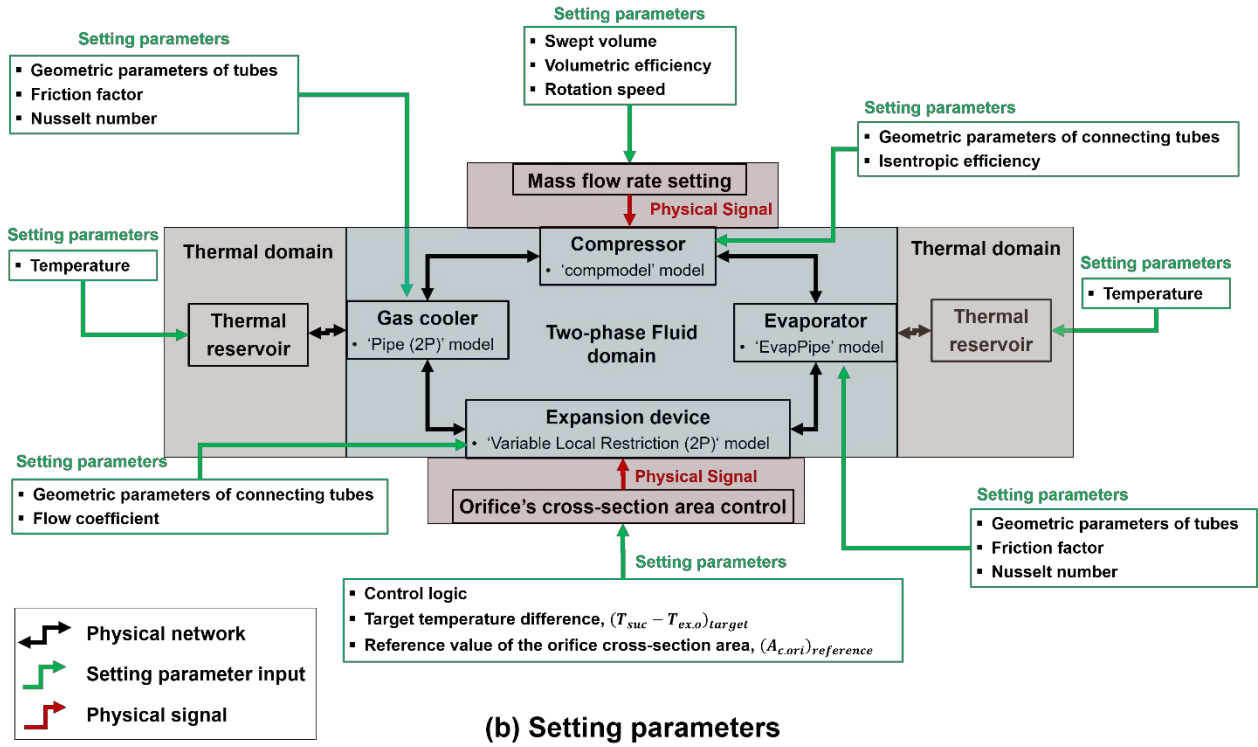 Setting parameters
▪ Swept volume
▪ Volumetric efficiency
▪ Rotation speed
Setting parameters
▪ Geometric parameters of tubes
▪ Friction factor
▪ Nusselt number
Setting parameters
▪ Geometric parameters of connecting tubes
▪ Isentropic efficiency
Mass flow rate setting
Physical Signal
Setting parameters
▪ Temperature
Thermal domain
Thermal
reservoir
Compressor
• 'compmodel' model
Gas cooler
• 'Pipe (2P)' model
Two-phase Fluid
domain
Evaporator
• 'EvapPipe' model
Thermal domain
Thermal
reservoir
Setting parameters
▪ Temperature
Expansion device
• 'Variable Local Restriction (2P)' model
Physical Signal
Orifice's cross-section area control
Setting parameters
▪ Geometric parameters of connecting tubes
▪ Flow coefficient
Setting parameters
▪ Geometric parameters of tubes
▪ Friction factor
▪ Nusselt number
Setting parameters
▪ Control logic
▪ Target temperature difference, (T_suc − T_ex.o)_target
▪ Reference value of the orifice cross-section area, (A_c.ori)_reference
Physical network
Setting parameter input
Physical signal
(b) Setting parameters